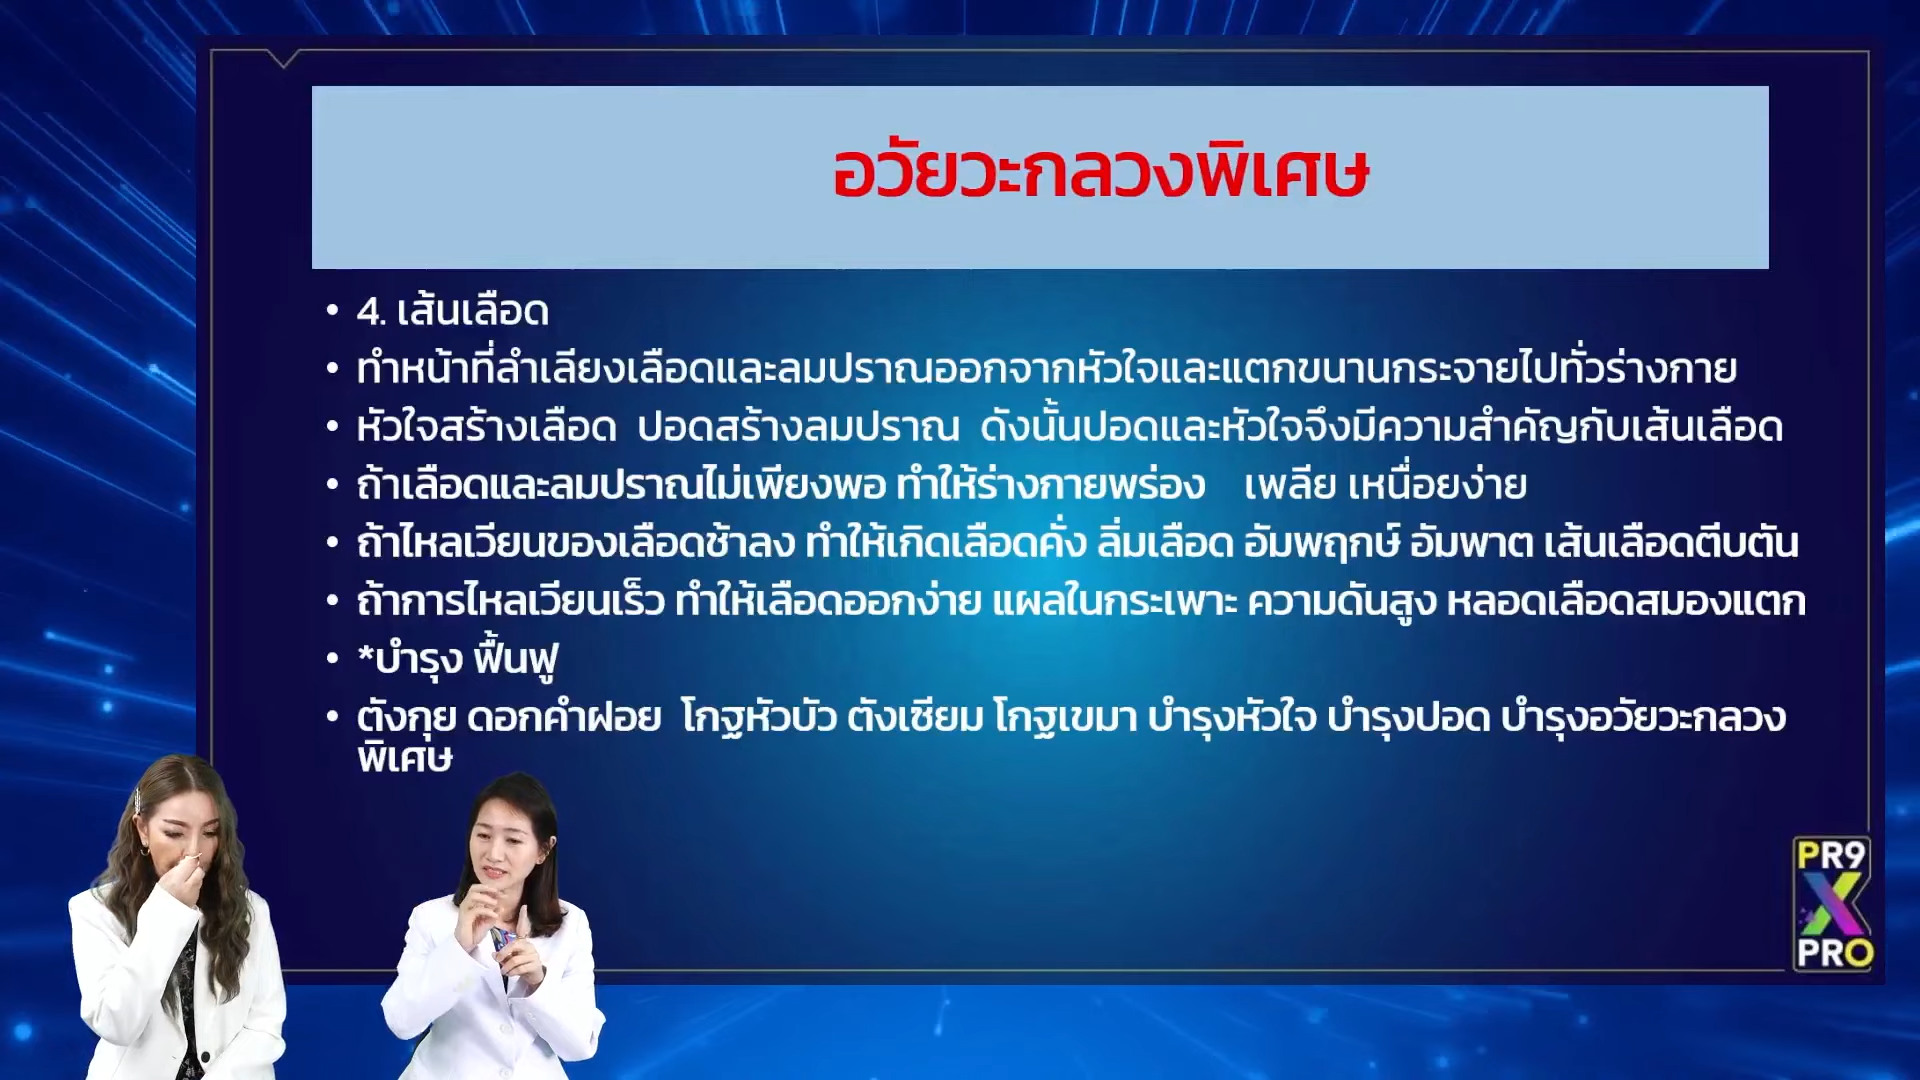 อวัยวะกลวงพิเศษ
• 4. เส้นเลือด
• ทำหน้าที่ลำเลียงเลือดและลมปราณออกจากหัวใจและแตกขนานกระจายไปทั่วร่างกาย
• หัวใจสร้างเลือด ปอดสร้างลมปราณ ดังนั้นปอดและหัวใจจึงมีความสำคัญกับเส้นเลือด
• ถ้าเลือดและลมปราณไม่เพียงพอ ทำให้ร่างกายพร่อง เพลีย เหนื่อยง่าย
• ถ้าไหลเวียนของเลือดช้าลง ทำให้เกิดเลือดคั่ง ลิ่มเลือด อัมพฤกษ์ อัมพาต เส้นเลือดตีบตัน
• ถ้าการไหลเวียนเร็ว ทำให้เลือดออกง่าย แผลในกระเพาะ ความดันสูง หลอดเลือดสมองแตก
• *บำรุง ฟื้นฟู
• ตังกุย ดอกคำฝอย โกฐหัวบัว ตังเซียม โกฐเขมา บำรุงหัวใจ บำรุงปอด บำรุงอวัยวะกลวง
พิเศษ
PR9
X
PRO